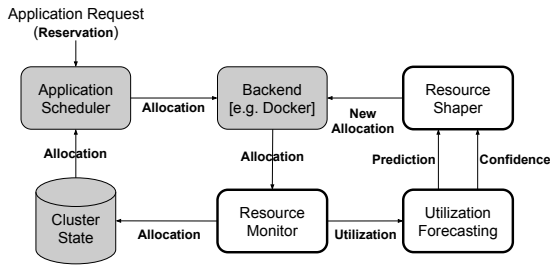 Application Request
(Reservation)
Application
Scheduler
Allocation
Backend
[e.g. Docker]
New
Allocation
Resource
Shaper
Allocation
Allocation
Prediction
Confidence
Cluster
State
Allocation
Resource
Monitor
Utilization
Utilization
Forecasting